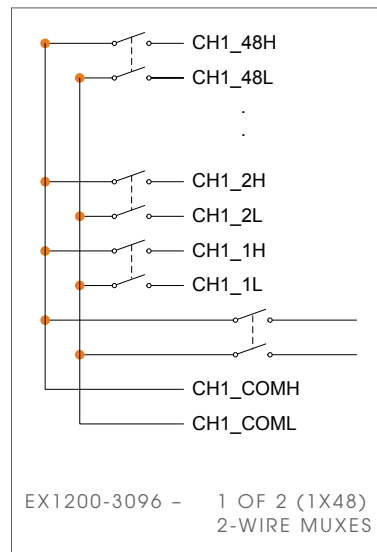 CH1_48H
CH1_48L
.
.
CH1_2H
CH1_2L
CH1_1H
CH1_1L
CH1_COMH
CH1_COML
EX1200-3096 – 1 OF 2 (1X48)
2-WIRE MUXES